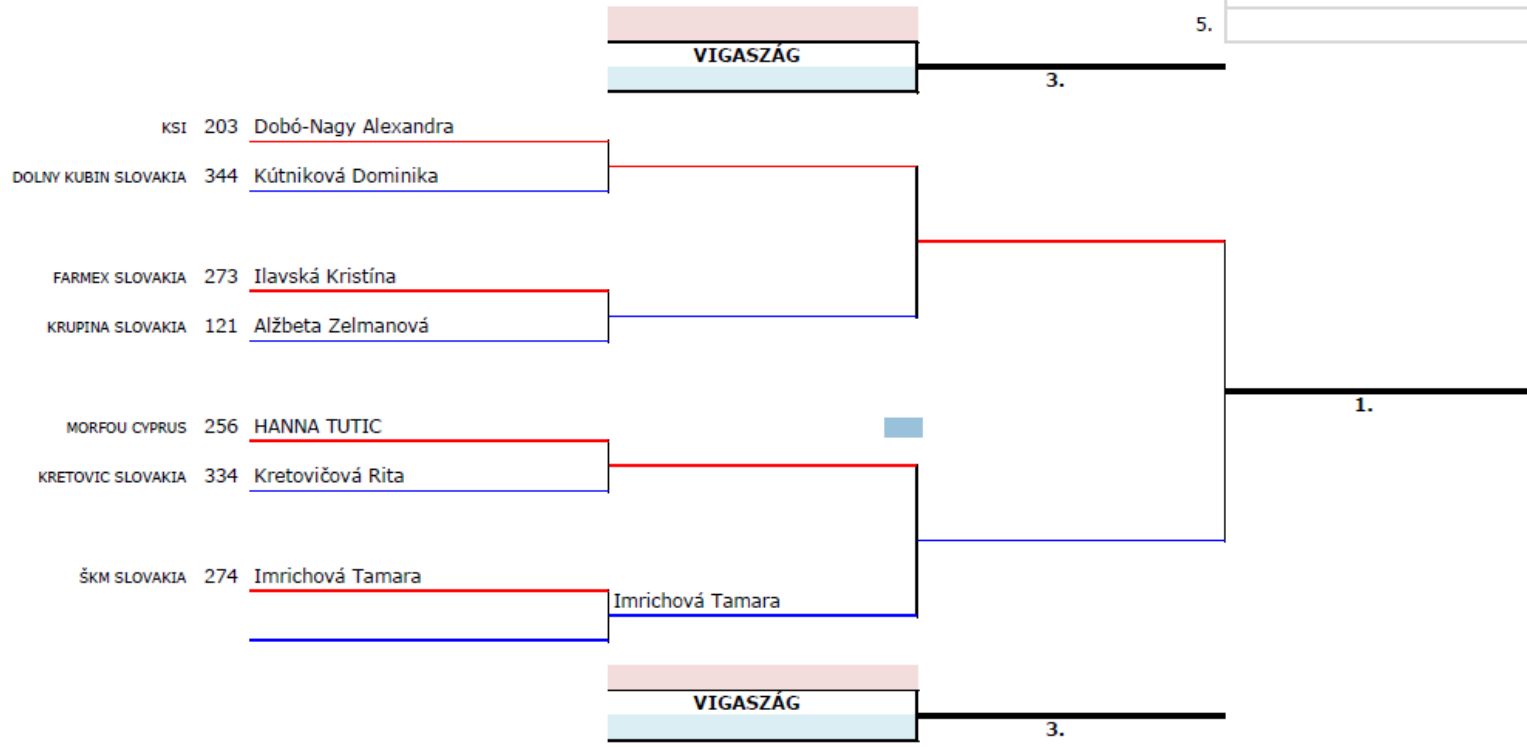 5.
VIGASZÁG
3.
KSI 203 Dobó-Nagy Alexandra
DOLNY KUBIN SLOVAKIA 344 Kútniková Dominika
FARMEX SLOVAKIA 273 Ilavská Kristína
KRUPINA SLOVAKIA 121 Alžbeta Zelmanová
1.
MORFOU CYPRUS 256 HANNA TUTIC
KRETOVIC SLOVAKIA 334 Kretovičová Rita
ŠKM SLOVAKIA 274 Imrichová Tamara
Imrichová Tamara
VIGASZÁG
3.